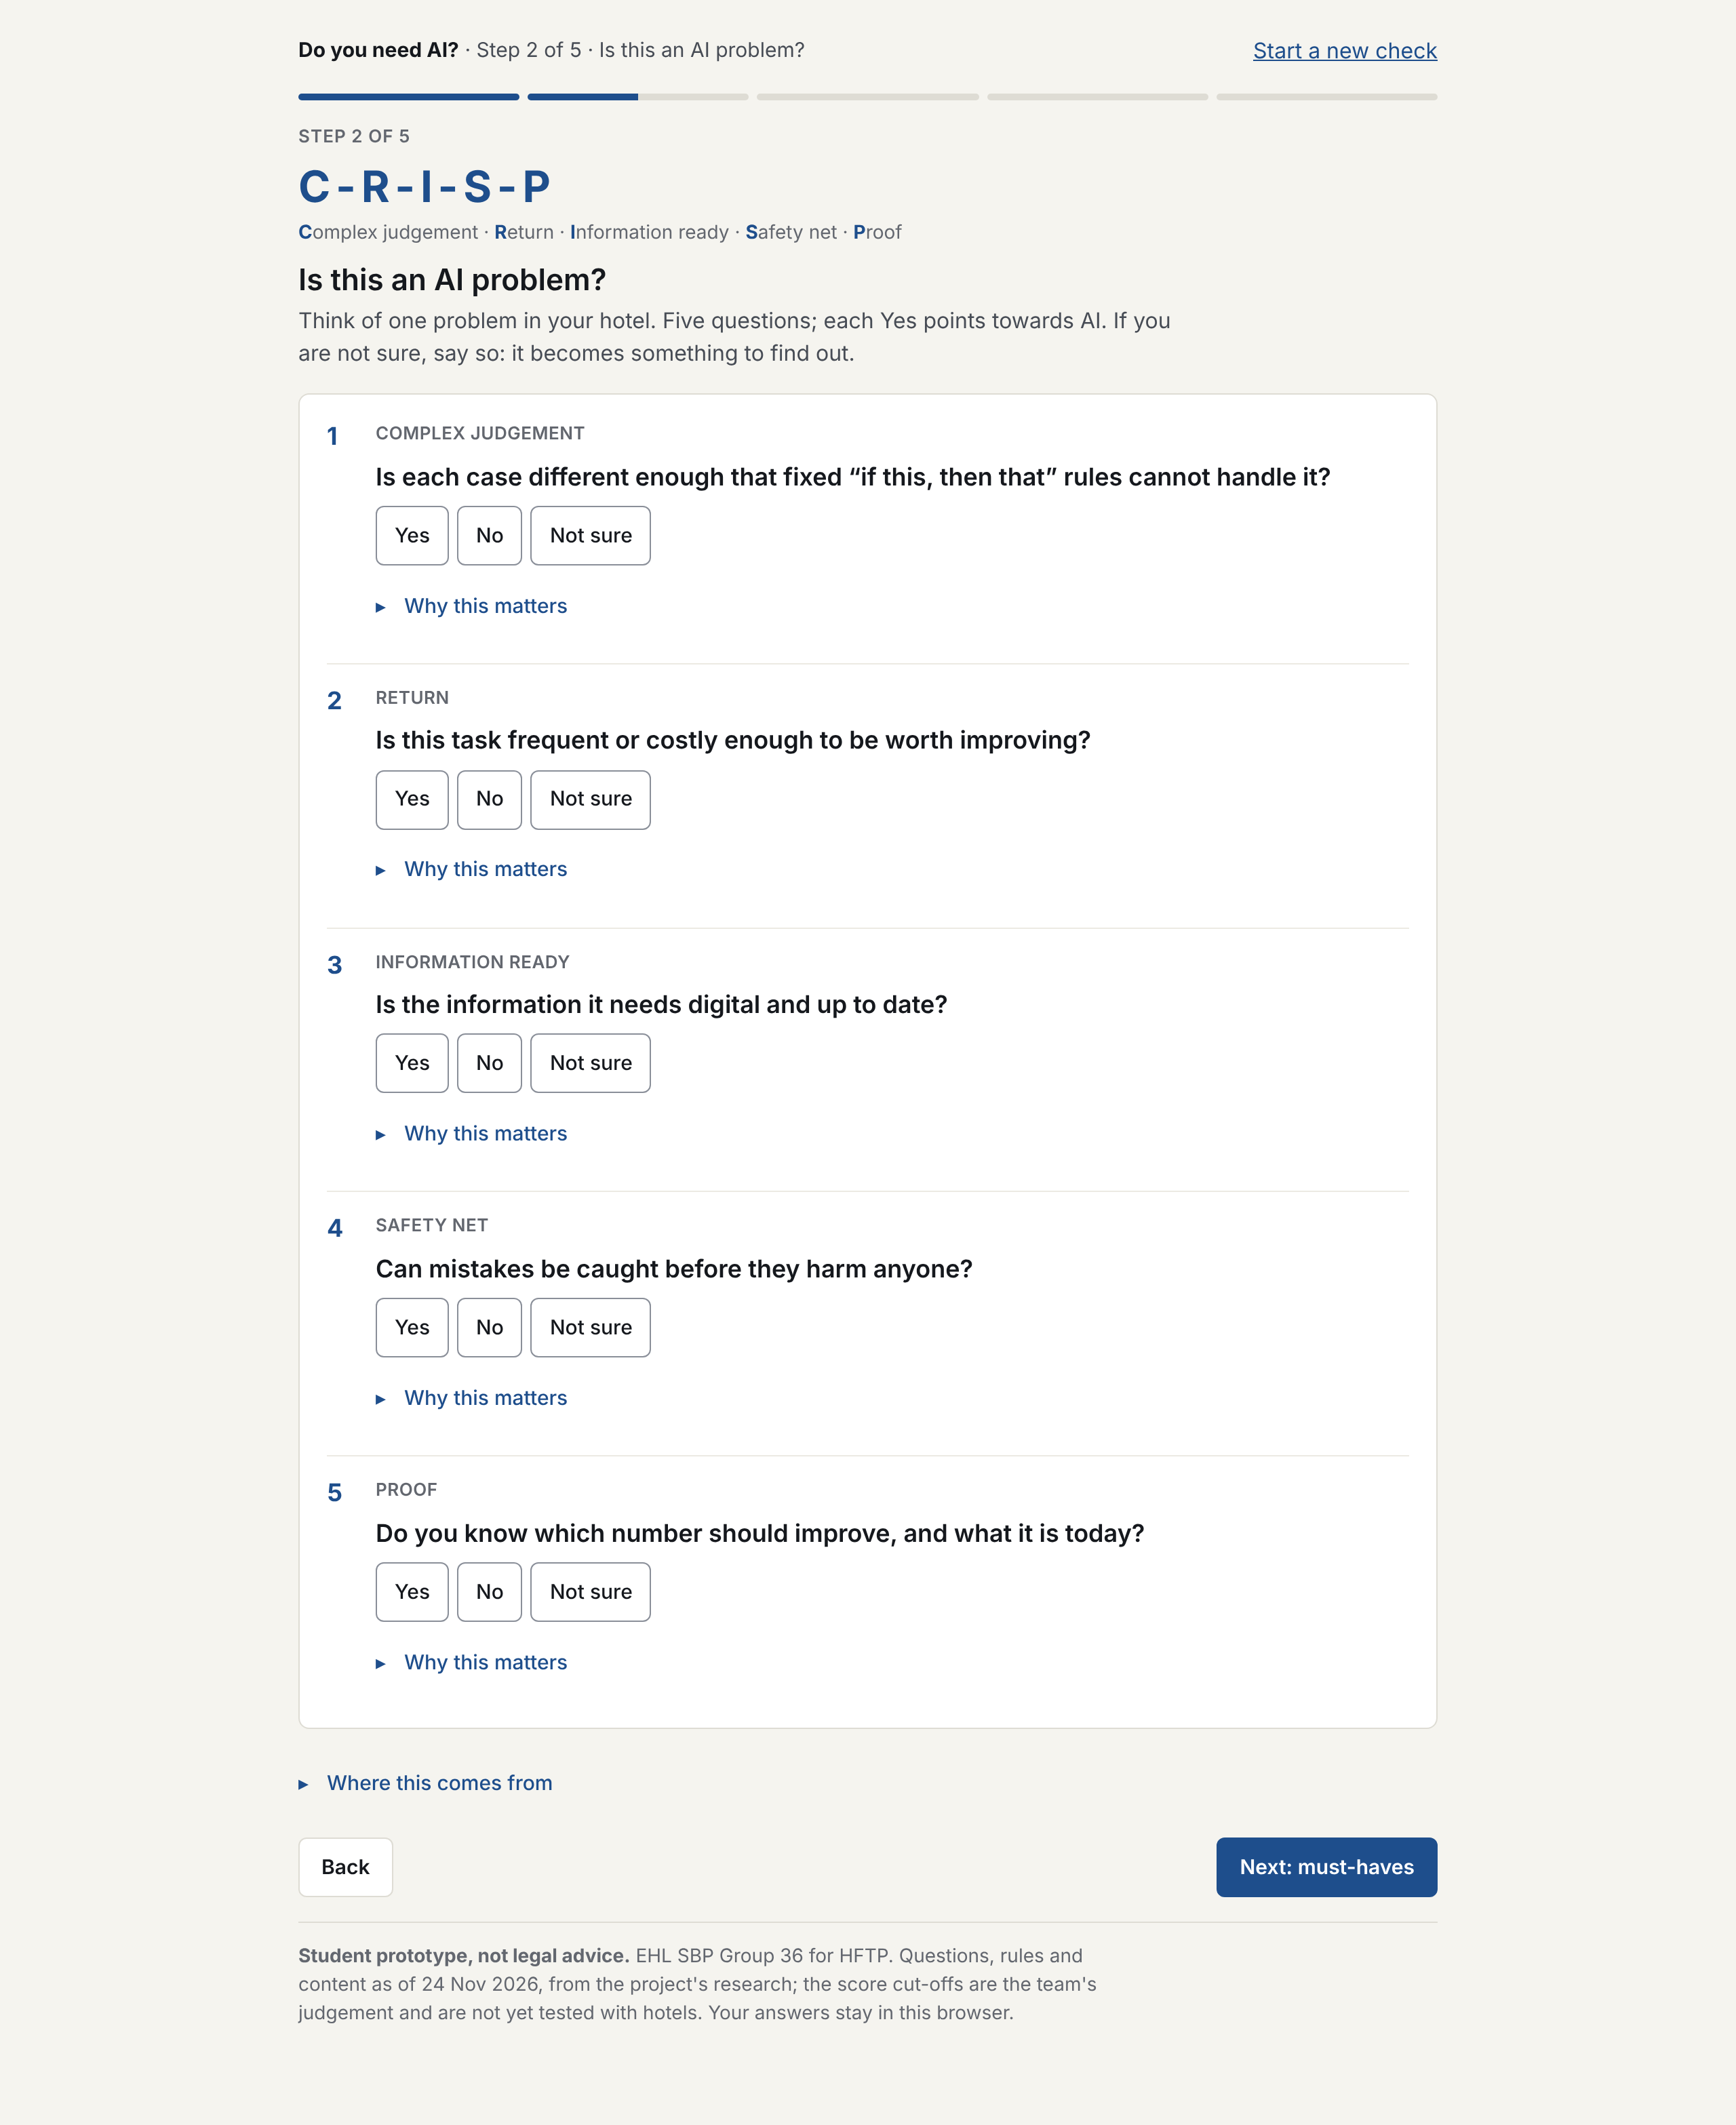 Do you need AI? · Step 2 of 5 · Is this an AI problem?
Start a new check
STEP 2 OF 5
C-R-I-S-P
Complex judgement · Return · Information ready · Safety net · Proof
Is this an AI problem?
Think of one problem in your hotel. Five questions; each Yes points towards AI. If you
are not sure, say so: it becomes something to find out.
1 COMPLEX JUDGEMENT
Is each case different enough that fixed “if this, then that” rules cannot handle it?
Yes No Not sure
▸ Why this matters
2 RETURN
Is this task frequent or costly enough to be worth improving?
Yes No Not sure
▸ Why this matters
3 INFORMATION READY
Is the information it needs digital and up to date?
Yes No Not sure
▸ Why this matters
4 SAFETY NET
Can mistakes be caught before they harm anyone?
Yes No Not sure
▸ Why this matters
5 PROOF
Do you know which number should improve, and what it is today?
Yes No Not sure
▸ Why this matters
▸ Where this comes from
Back
Next: must-haves
Student prototype, not legal advice. EHL SBP Group 36 for HFTP. Questions, rules and
content as of 24 Nov 2026, from the project's research; the score cut-offs are the team's
judgement and are not yet tested with hotels. Your answers stay in this browser.